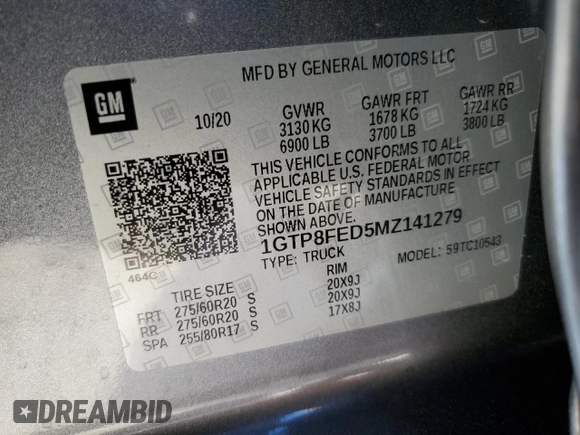 MFD BY GENERAL MOTORS LLC
GM
10/20
GVWR
3130 KG
6900 LB
GAWR FRT
1678 KG
3700 LB
GAWR RR
1724 KG
3800 LB
THIS VEHICLE CONFORMS TO ALL
APPLICABLE U.S. FEDERAL MOTOR
VEHICLE SAFETY STANDARDS IN EFFECT
ON THE DATE OF MANUFACTURE
SHOWN ABOVE.
1GTP8FED5MZ141279
TYPE: TRUCK
MODEL: 59TC10543
464G
TIRE SIZE
RIM
FRT 275/60R20 S 20X9J
RR 275/60R20 S 20X9J
SPA 255/80R17 S 17X8J
DREAMBID